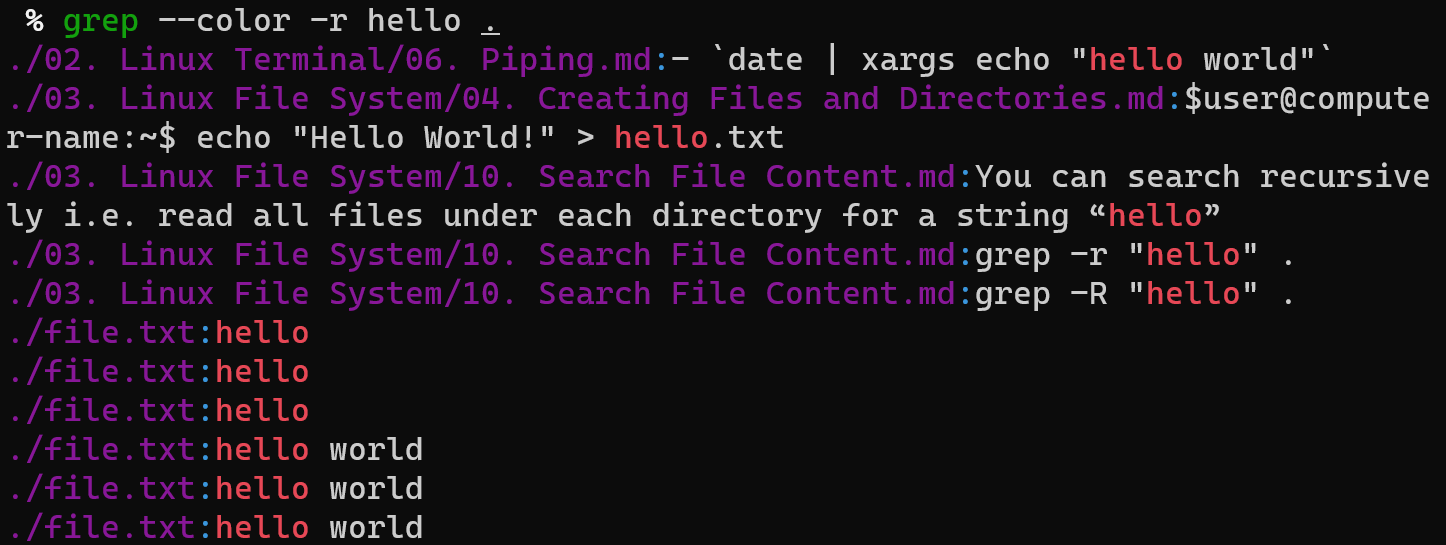 % grep --color -r hello .
./02. Linux Terminal/06. Piping.md:- `date | xargs echo "hello world"`
./03. Linux File System/04. Creating Files and Directories.md:$user@compute
r-name:~$ echo "Hello World!" > hello.txt
./03. Linux File System/10. Search File Content.md:You can search recursive
ly i.e. read all files under each directory for a string “hello”
./03. Linux File System/10. Search File Content.md:grep -r "hello" .
./03. Linux File System/10. Search File Content.md:grep -R "hello" .
./file.txt:hello
./file.txt:hello
./file.txt:hello
./file.txt:hello world
./file.txt:hello world
./file.txt:hello world